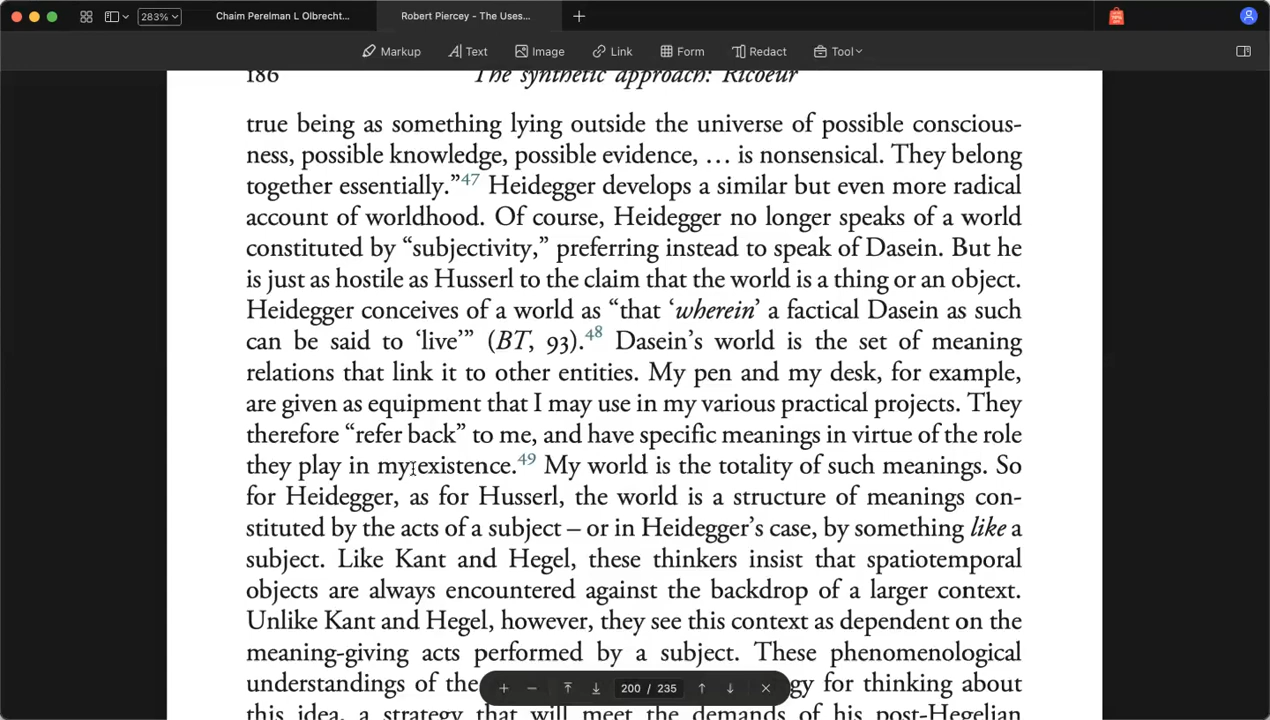 283%
Chaim Perelman L Olbrecht...
Robert Piercey - The Uses...
Markup
Text
Image
Link
Form
Redact
Tool
186 The synthetic approach: Ricoeur
true being as something lying outside the universe of possible conscious-
ness, possible knowledge, possible evidence, … is nonsensical. They belong
together essentially.”47 Heidegger develops a similar but even more radical
account of worldhood. Of course, Heidegger no longer speaks of a world
constituted by “subjectivity,” preferring instead to speak of Dasein. But he
is just as hostile as Husserl to the claim that the world is a thing or an object.
Heidegger conceives of a world as “that ‘wherein’ a factical Dasein as such
can be said to ‘live’” (BT, 93).48 Dasein’s world is the set of meaning
relations that link it to other entities. My pen and my desk, for example,
are given as equipment that I may use in my various practical projects. They
therefore “refer back” to me, and have specific meanings in virtue of the role
they play in my existence.49 My world is the totality of such meanings. So
for Heidegger, as for Husserl, the world is a structure of meanings con-
stituted by the acts of a subject – or in Heidegger’s case, by something like a
subject. Like Kant and Hegel, these thinkers insist that spatiotemporal
objects are always encountered against the backdrop of a larger context.
Unlike Kant and Hegel, however, they see this context as dependent on the
meaning-giving acts performed by a subject. These phenomenological
understandings of the gy for thinking about
this idea, a strategy that will meet the demands of his post-Hegelian
200 / 235